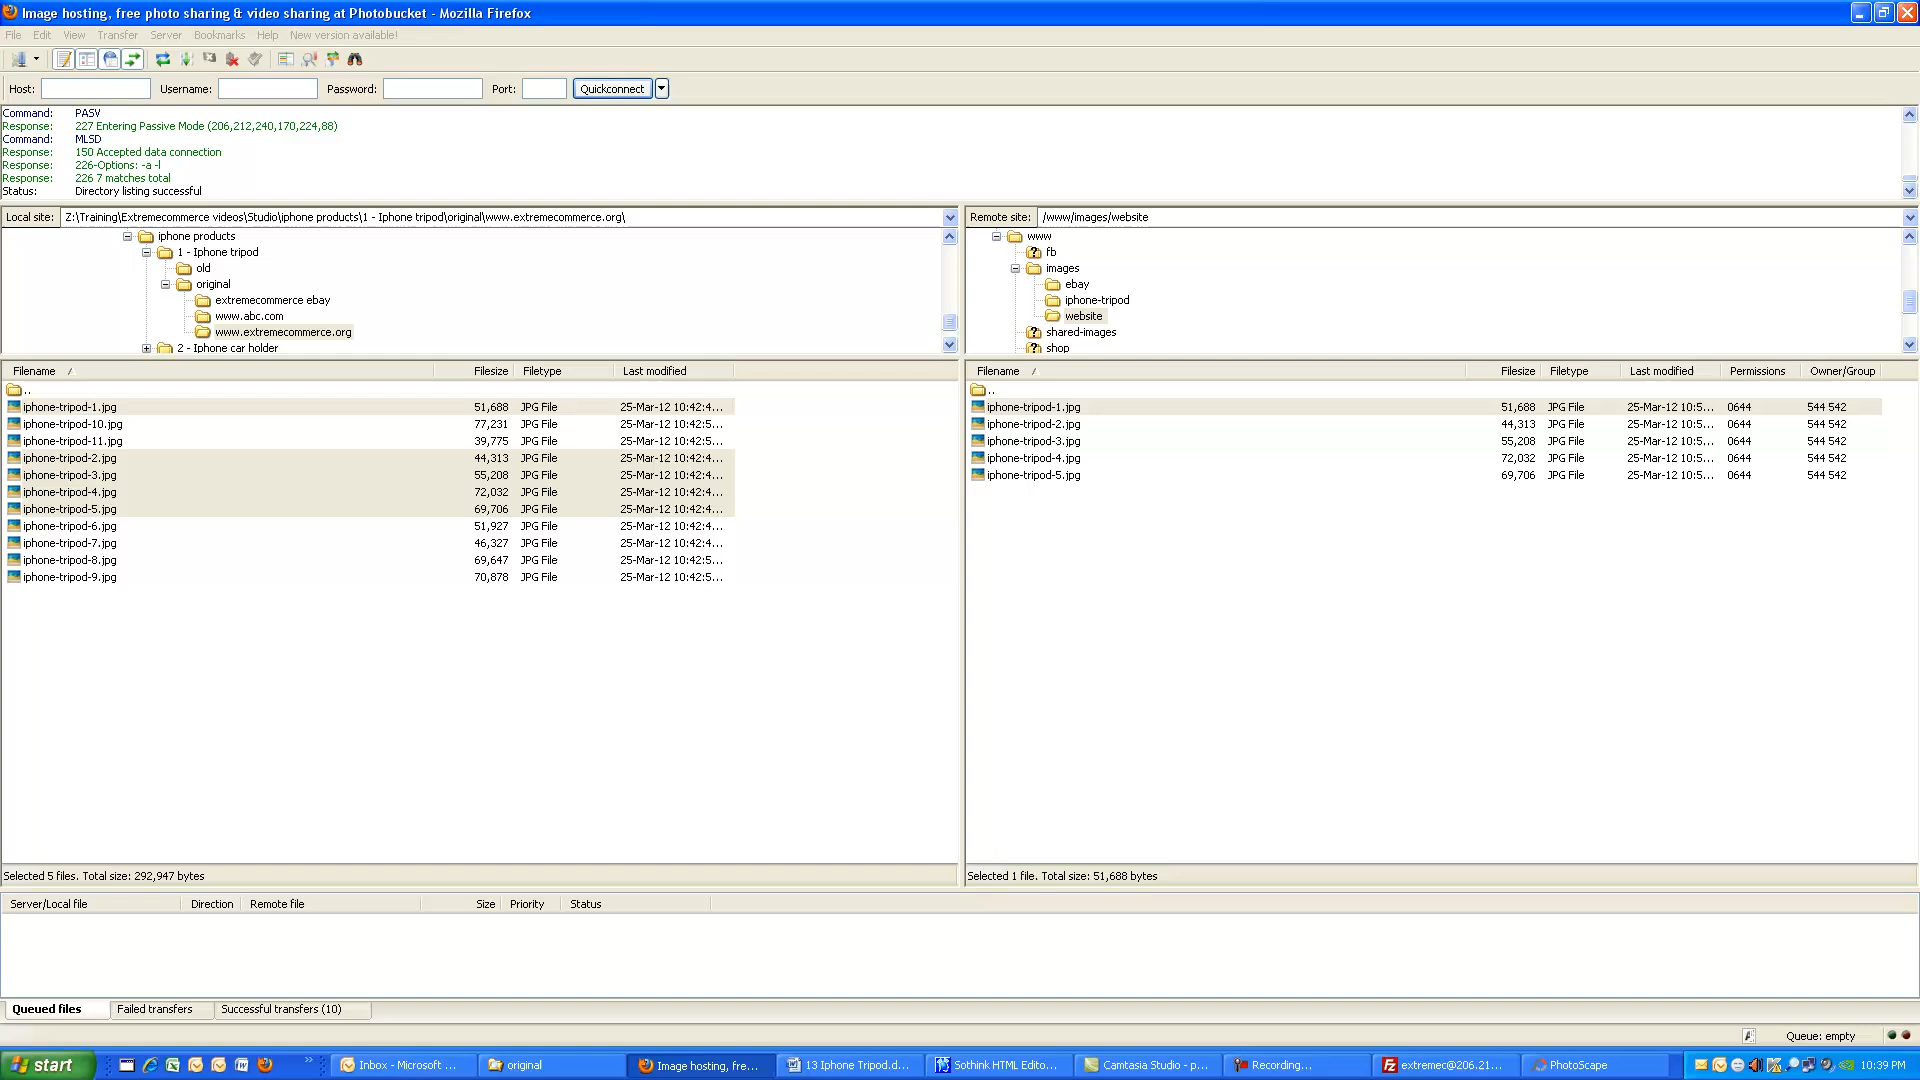 Image hosting, free photo sharing & video sharing at Photobucket - Mozilla Firefox
File Edit View Transfer Server Bookmarks Help New version available!
Host: Username: Password: Port: Quickconnect
Command: PASV
Response: 227 Entering Passive Mode (206,212,240,170,224,88)
Command: MLSD
Response: 150 Accepted data connection
Response: 226-Options: -a -l
Response: 226 7 matches total
Status: Directory listing successful
Local site: Z:\Training\Extremecommerce videos\Studio\iphone products\1 - Iphone tripod\original\www.extremecommerce.org\
iphone products
1 - Iphone tripod
old
original
extremecommerce ebay
www.abc.com
www.extremecommerce.org
2 - Iphone car holder
Filename / Filesize Filetype Last modified
..
iphone-tripod-1.jpg 51,688 JPG File 25-Mar-12 10:42:4...
iphone-tripod-10.jpg 77,231 JPG File 25-Mar-12 10:42:5...
iphone-tripod-11.jpg 39,775 JPG File 25-Mar-12 10:42:5...
iphone-tripod-2.jpg 44,313 JPG File 25-Mar-12 10:42:4...
iphone-tripod-3.jpg 55,208 JPG File 25-Mar-12 10:42:4...
iphone-tripod-4.jpg 72,032 JPG File 25-Mar-12 10:42:4...
iphone-tripod-5.jpg 69,706 JPG File 25-Mar-12 10:42:4...
iphone-tripod-6.jpg 51,927 JPG File 25-Mar-12 10:42:4...
iphone-tripod-7.jpg 46,327 JPG File 25-Mar-12 10:42:4...
iphone-tripod-8.jpg 69,647 JPG File 25-Mar-12 10:42:5...
iphone-tripod-9.jpg 70,878 JPG File 25-Mar-12 10:42:5...
Selected 5 files. Total size: 292,947 bytes
Remote site: /www/images/website
www
fb
images
ebay
iphone-tripod
website
shared-images
shop
Filename / Filesize Filetype Last modified Permissions Owner/Group
..
iphone-tripod-1.jpg 51,688 JPG File 25-Mar-12 10:5... 0644 544 542
iphone-tripod-2.jpg 44,313 JPG File 25-Mar-12 10:5... 0644 544 542
iphone-tripod-3.jpg 55,208 JPG File 25-Mar-12 10:5... 0644 544 542
iphone-tripod-4.jpg 72,032 JPG File 25-Mar-12 10:5... 0644 544 542
iphone-tripod-5.jpg 69,706 JPG File 25-Mar-12 10:5... 0644 544 542
Selected 1 file. Total size: 51,688 bytes
Server/Local file Direction Remote file Size Priority Status
Queued files Failed transfers Successful transfers (10)
Queue: empty
start Inbox - Microsoft ... original Image hosting, fre... 13 Iphone Tripod.d... Sothink HTML Edito... Camtasia Studio - p... Recording... extremec@206.21... PhotoScape 10:39 PM